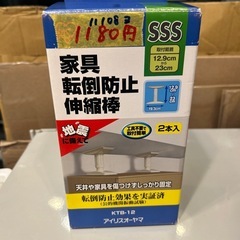 11083
1180円
SSS
取付範囲
12.9cm
から
23cm
家具
転倒防止
伸縮棒
地震
に備えて
2本入
天井や家具を傷つけずしっかり固定
転倒防止効果を実証済
KTB-12
アイリスオーヤマ